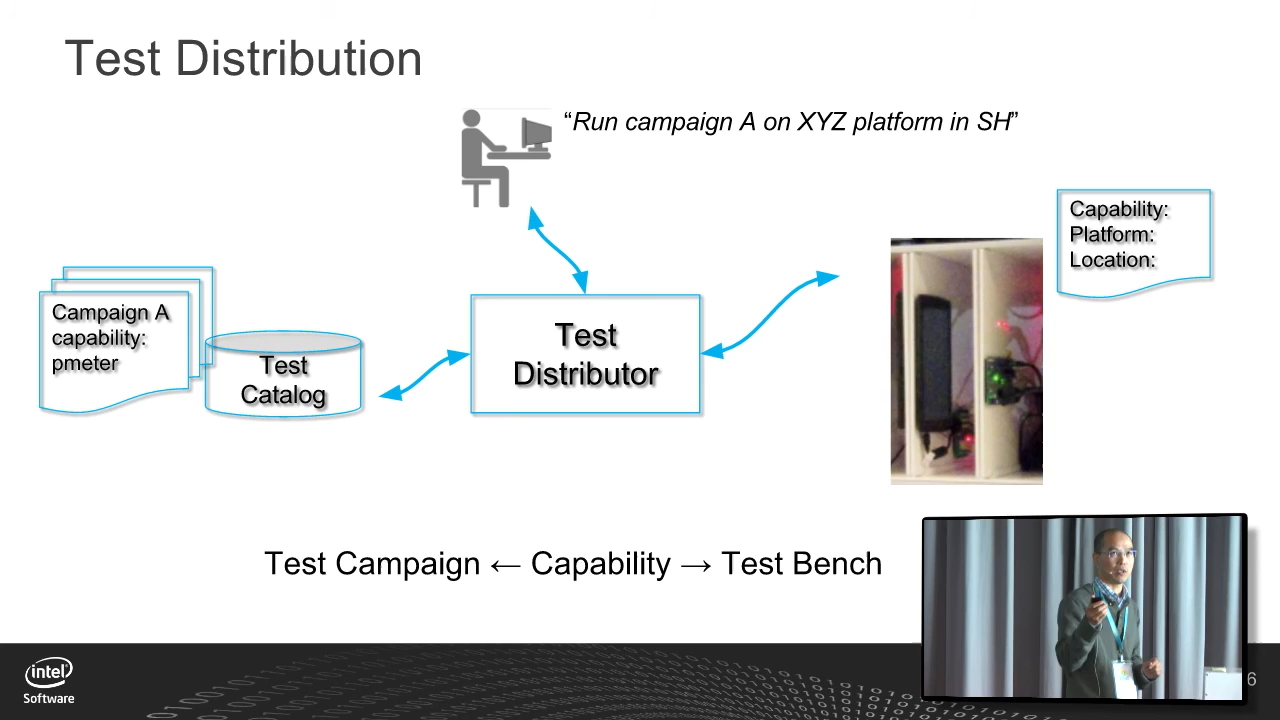 Test Distribution
“Run campaign A on XYZ platform in SH”
Capability:
Platform:
Location:
Campaign A
capability:
pmeter
Test
Catalog
Test
Distributor
Test Campaign ← Capability → Test Bench
intel
Software
6